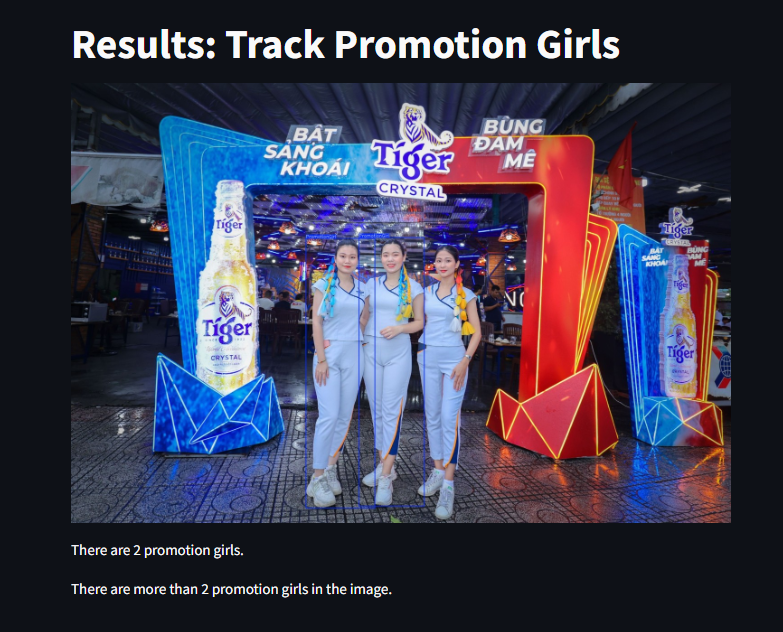 Results: Track Promotion Girls
BẬT
SẢNG
KHOÁI
Tiger
CRYSTAL
BÙNG
ĐAM
MÊ
Tiger
Tiger
CRYSTAL
Tiger
CRYSTAL
BẬT
SẢNG
KHOÁI
BÙNG
ĐAM
MÊ
Tiger
There are 2 promotion girls.
There are more than 2 promotion girls in the image.